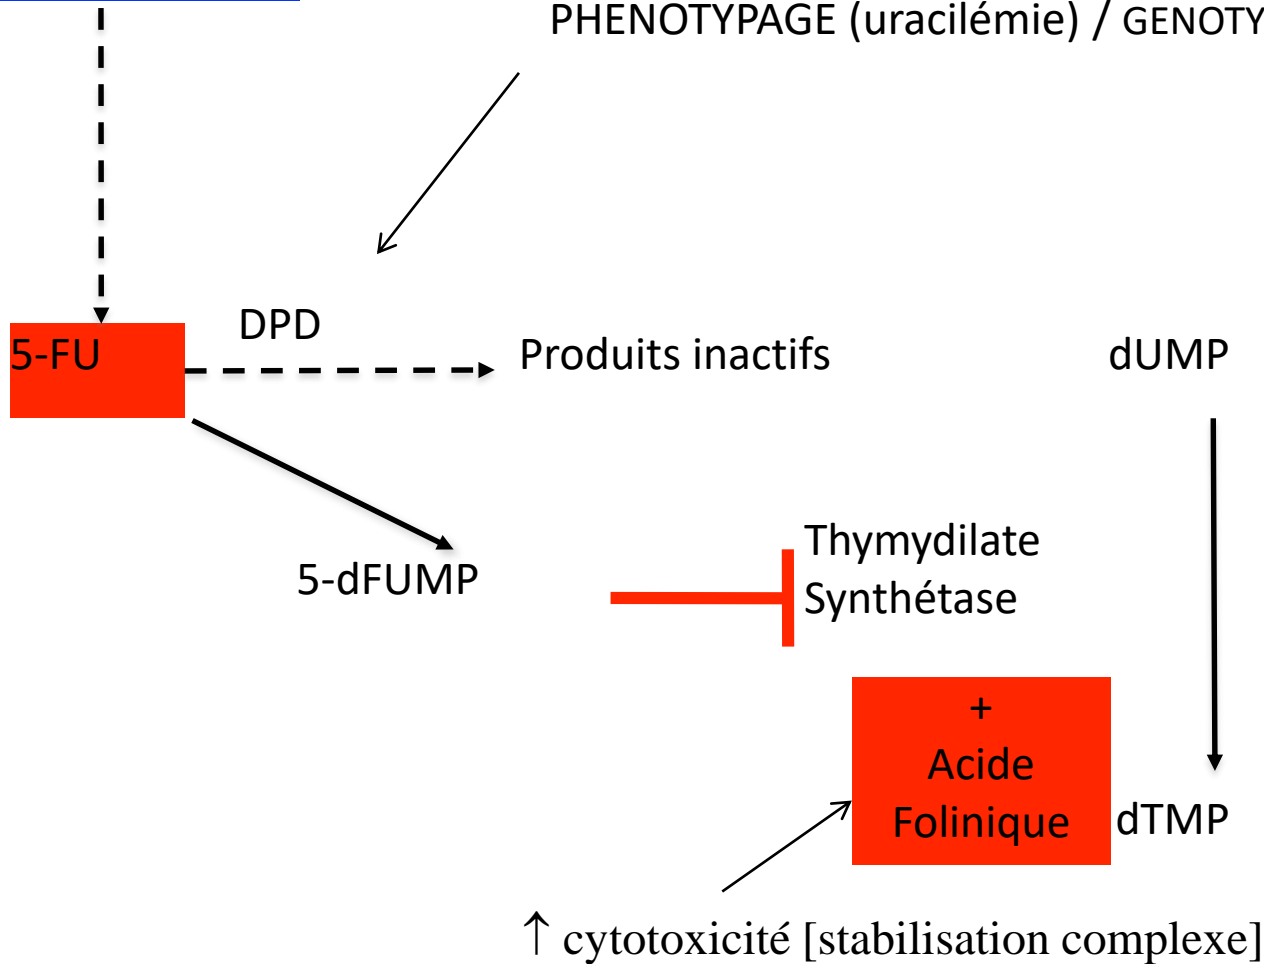 PHENOTYPAGE (uracilémie) / GENOTY
DPD
5-FU
Produits inactifs
dUMP
Thymydilate
Synthétase
5-dFUMP
+
Acide
Folinique
dTMP
↑ cytotoxicité [stabilisation complexe]